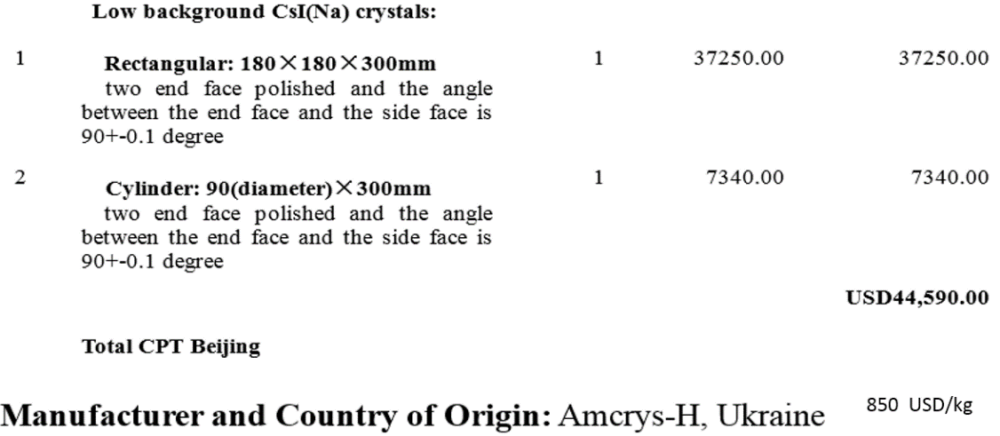 Low background CsI(Na) crystals:
1 Rectangular: 180×180×300mm 1 37250.00 37250.00
two end face polished and the angle
between the end face and the side face is
90+-0.1 degree
2 Cylinder: 90(diameter)×300mm 1 7340.00 7340.00
two end face polished and the angle
between the end face and the side face is
90+-0.1 degree
USD44,590.00
Total CPT Beijing
Manufacturer and Country of Origin: Amcrys-H, Ukraine 850 USD/kg